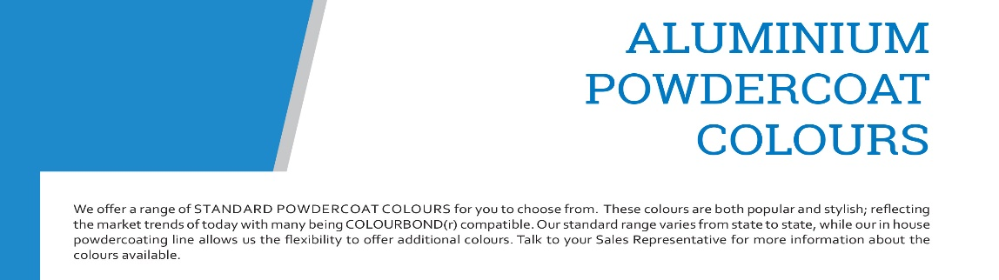 ALUMINIUM
POWDERCOAT
COLOURS
We offer a range of STANDARD POWDERCOAT COLOURS for you to choose from. These colours are both popular and stylish; reflecting
the market trends of today with many being COLOURBOND(r) compatible. Our standard range varies from state to state, while our in house
powdercoating line allows us the flexibility to offer additional colours. Talk to your Sales Representative for more information about the
colours available.